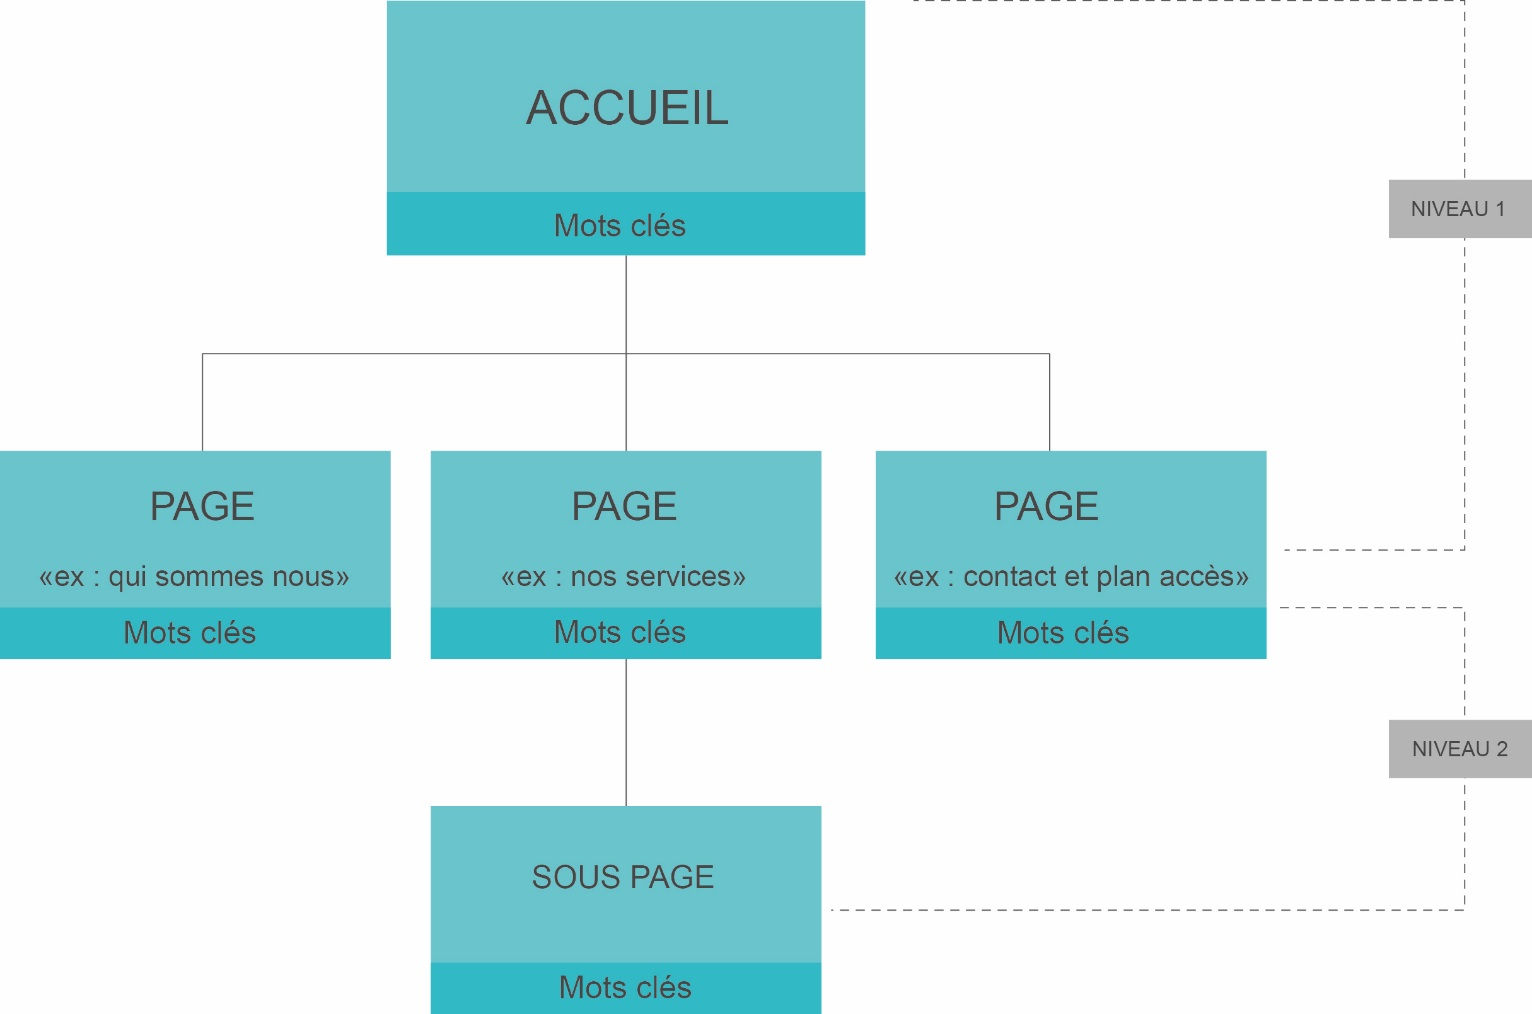 ACCUEIL
Mots clés
NIVEAU 1
PAGE
«ex : qui sommes nous»
Mots clés
PAGE
«ex : nos services»
Mots clés
PAGE
«ex : contact et plan accès»
Mots clés
NIVEAU 2
SOUS PAGE
Mots clés